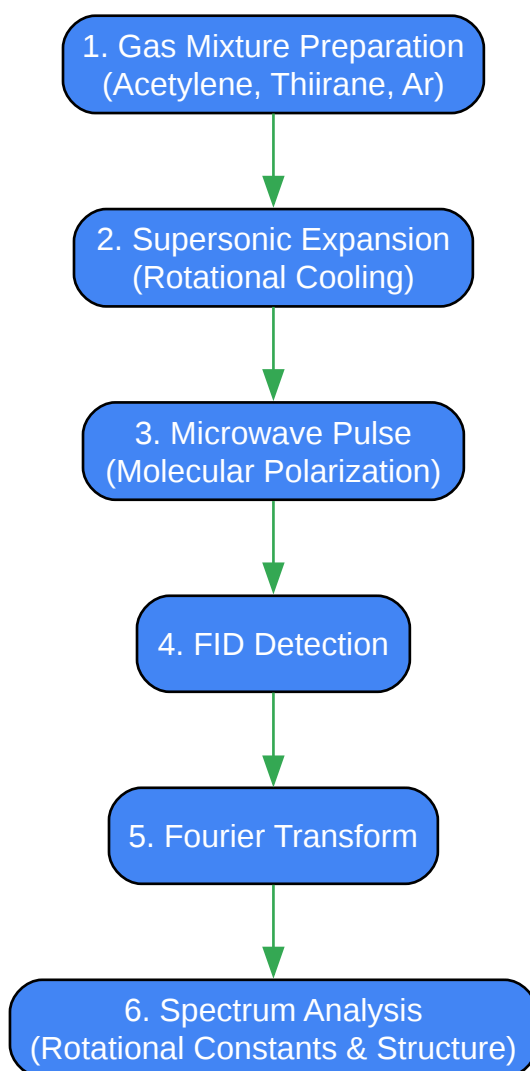 1. Gas Mixture Preparation
(Acetylene, Thiirane, Ar)
2. Supersonic Expansion
(Rotational Cooling)
3. Microwave Pulse
(Molecular Polarization)
4. FID Detection
5. Fourier Transform
6. Spectrum Analysis
(Rotational Constants & Structure)